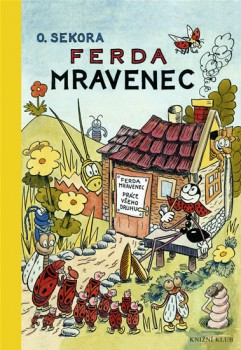 O. SEKORA
FERDA
MRAVENEC
FERDA
MRAVENEC
PRÁCE
VŠEHO
DRUHU
KNIŽNÍ KLUB